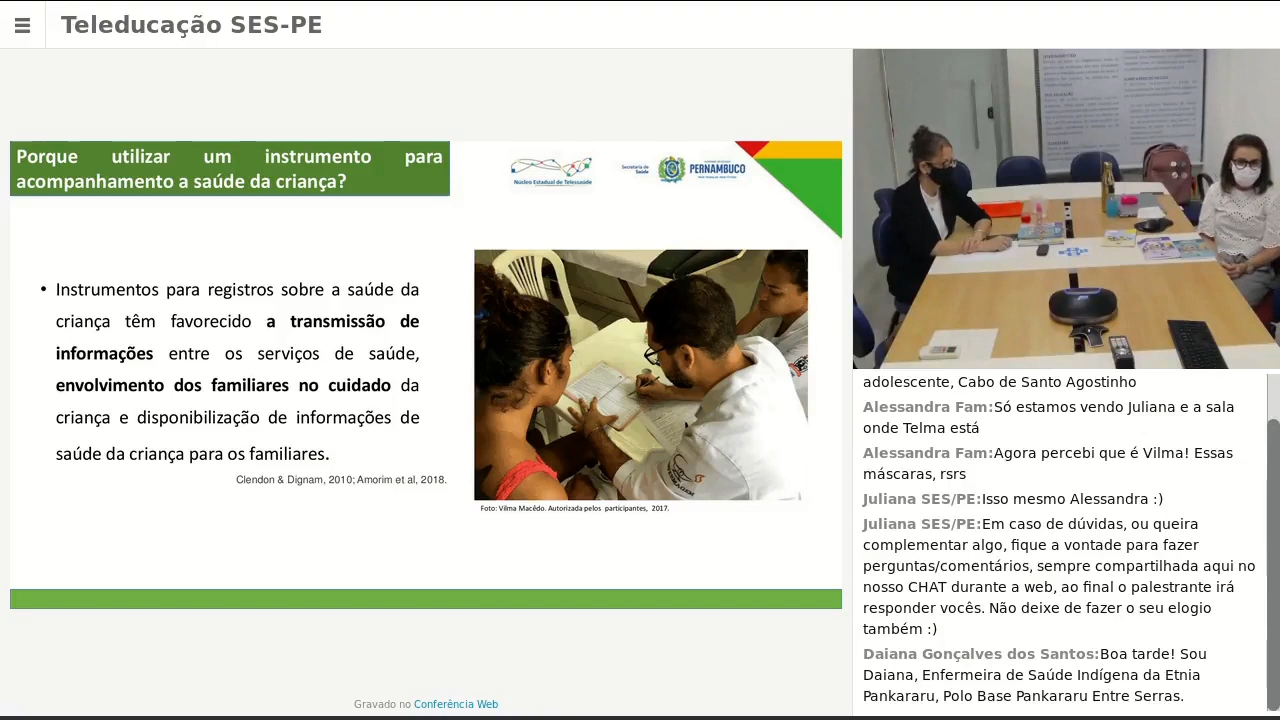 Teleducação SES-PE
Porque utilizar um instrumento para
acompanhamento a saúde da criança?
Núcleo Estadual de Telessaúde
Secretaria de
Saúde
PERNAMBUCO
• Instrumentos para registros sobre a saúde da
criança têm favorecido a transmissão de
informações entre os serviços de saúde,
envolvimento dos familiares no cuidado da
criança e disponibilização de informações de
saúde da criança para os familiares.
Clendon & Dignam, 2010; Amorim et al, 2018.
Foto: Vilma Macêdo. Autorizada pelos participantes, 2017.
Gravado no Conferência Web
adolescente, Cabo de Santo Agostinho
Alessandra Fam:Só estamos vendo Juliana e a sala
onde Telma está
Alessandra Fam:Agora percebi que é Vilma! Essas
máscaras, rsrs
Juliana SES/PE:Isso mesmo Alessandra :)
Juliana SES/PE:Em caso de dúvidas, ou queira
complementar algo, fique a vontade para fazer
perguntas/comentários, sempre compartilhada aqui no
nosso CHAT durante a web, ao final o palestrante irá
responder vocês. Não deixe de fazer o seu elogio
também :)
Daiana Gonçalves dos Santos:Boa tarde! Sou
Daiana, Enfermeira de Saúde Indígena da Etnia
Pankararu, Polo Base Pankararu Entre Serras.